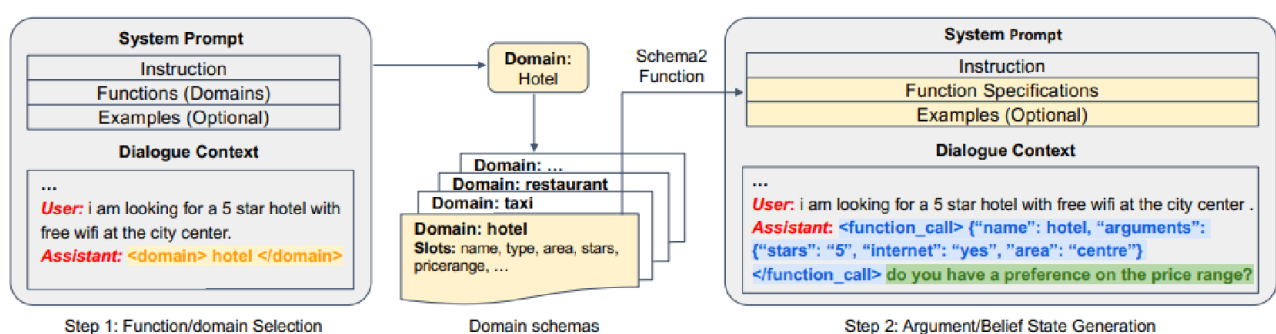 System Prompt
Instruction
Functions (Domains)
Examples (Optional)
Dialogue Context
...
User: i am looking for a 5 star hotel with
free wifi at the city center.
Assistant: <domain> hotel </domain>
Step 1: Function/domain Selection
Domain:
Hotel
Schema2
Function
Domain: ...
Domain: restaurant
Domain: taxi
Domain: hotel
Slots: name, type, area, stars,
pricerange, ...
Domain schemas
System Prompt
Instruction
Function Specifications
Examples (Optional)
Dialogue Context
...
User: i am looking for a 5 star hotel with free wifi at the city center .
Assistant: <function_call> {“name”: hotel, “arguments”:
{“stars”: “5”, “internet”: “yes”, ”area”: “centre”}
</function_call> do you have a preference on the price range?
Step 2: Argument/Belief State Generation